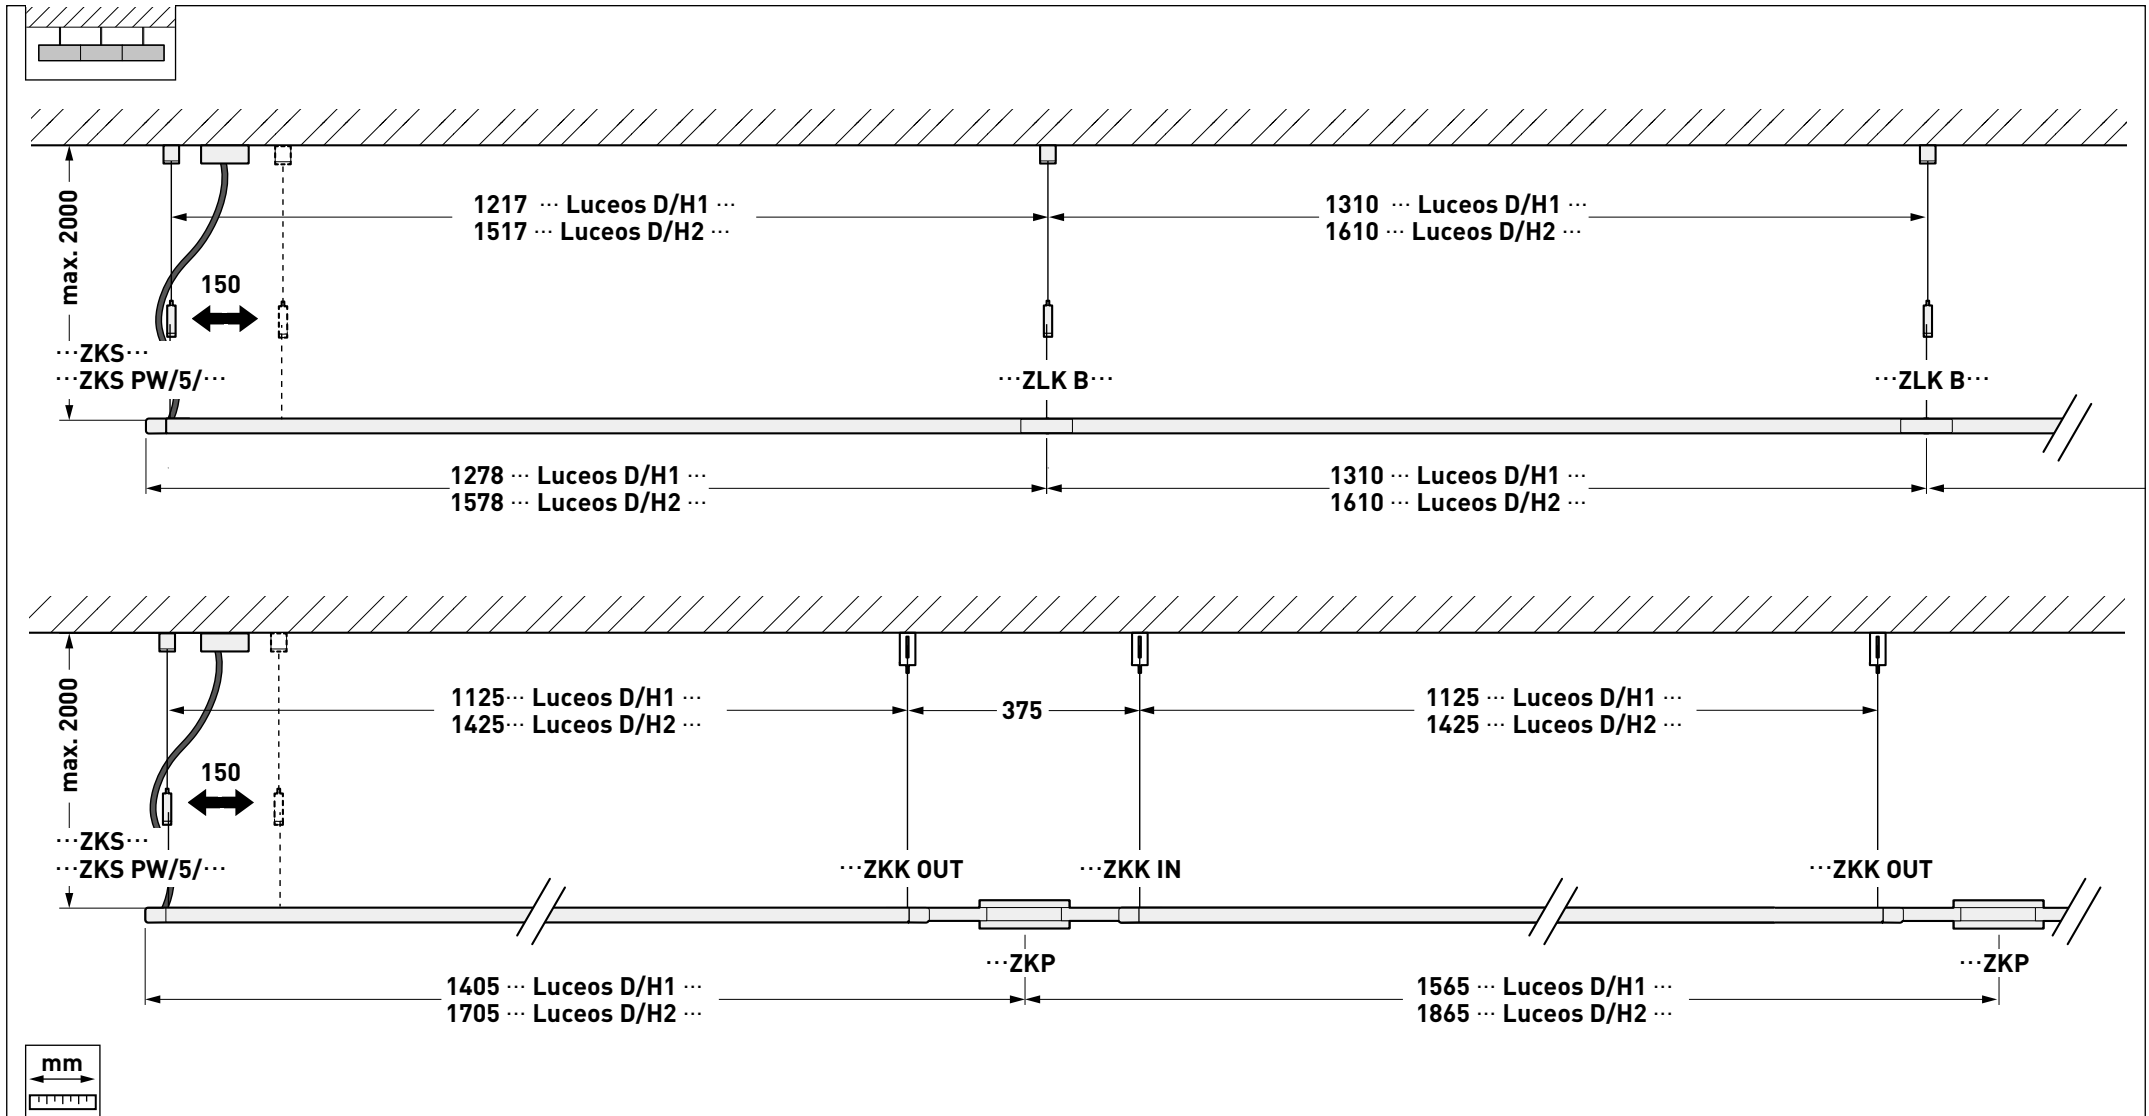 1217 ··· Luceos D/H1 ···
1517 ··· Luceos D/H2 ···
1310 ··· Luceos D/H1 ···
1610 ··· Luceos D/H2 ···
max. 2000
150
···ZKS···
···ZKS PW/5/···
···ZLK B···
···ZLK B···
1278 ··· Luceos D/H1 ···
1578 ··· Luceos D/H2 ···
1310 ··· Luceos D/H1 ···
1610 ··· Luceos D/H2 ···
max. 2000
1125··· Luceos D/H1 ···
1425··· Luceos D/H2 ···
375
1125 ··· Luceos D/H1 ···
1425 ··· Luceos D/H2 ···
150
···ZKS···
···ZKS PW/5/···
···ZKK OUT
···ZKK IN
···ZKK OUT
···ZKP
···ZKP
1405 ··· Luceos D/H1 ···
1705 ··· Luceos D/H2 ···
1565 ··· Luceos D/H1 ···
1865 ··· Luceos D/H2 ···
mm